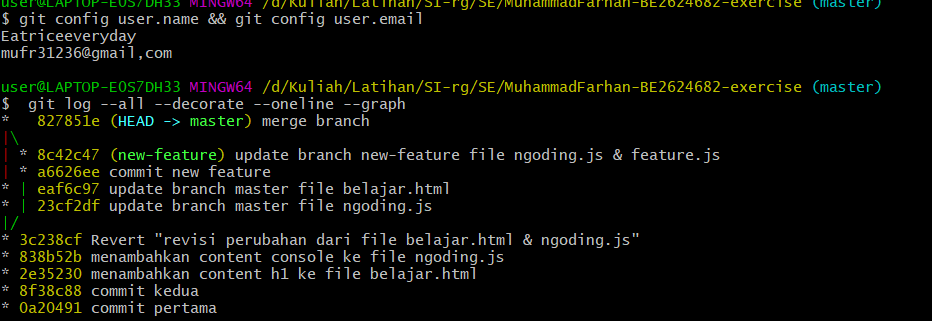 user@LAPTOP-EOS7DH33 MINGW64 /d/Kuliah/Latihan/SI-rg/SE/MuhammadFarhan-BE2624682-exercise (master)
$ git config user.name && git config user.email
Eatriceeveryday
mufr31236@gmail,com
user@LAPTOP-EOS7DH33 MINGW64 /d/Kuliah/Latihan/SI-rg/SE/MuhammadFarhan-BE2624682-exercise (master)
$  git log --all --decorate --oneline --graph
*   827851e (HEAD -> master) merge branch
|\
| * 8c42c47 (new-feature) update branch new-feature file ngoding.js & feature.js
| * a6626ee commit new feature
* | eaf6c97 update branch master file belajar.html
* | 23cf2df update branch master file ngoding.js
|/
* 3c238cf Revert "revisi perubahan dari file belajar.html & ngoding.js"
* 838b52b menambahkan content console ke file ngoding.js
* 2e35230 menambahkan content h1 ke file belajar.html
* 8f38c88 commit kedua
* 0a20491 commit pertama